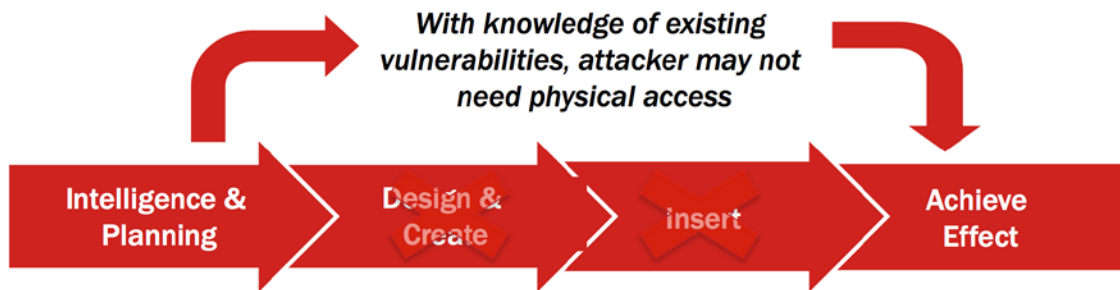 With knowledge of existing
vulnerabilities, attacker may not
need physical access
Intelligence &
Planning
Design &
Create
insert
Achieve
Effect